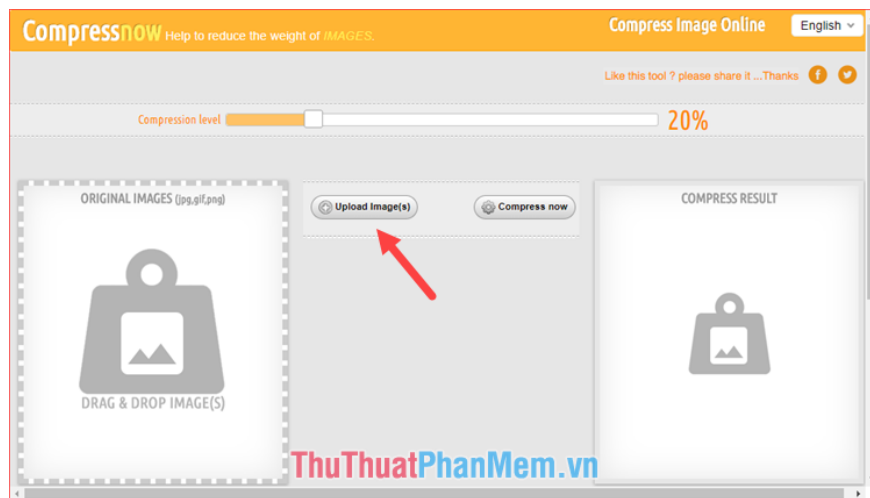 Compressnow Help to reduce the weight of IMAGES.
Compress Image Online
English
Like this tool ? please share it ...Thanks
Compression level
20%
ORIGINAL IMAGES (jpg,gif,png)
DRAG & DROP IMAGE(S)
Upload Image(s)
Compress now
COMPRESS RESULT
ThuThuatPhanMem.vn